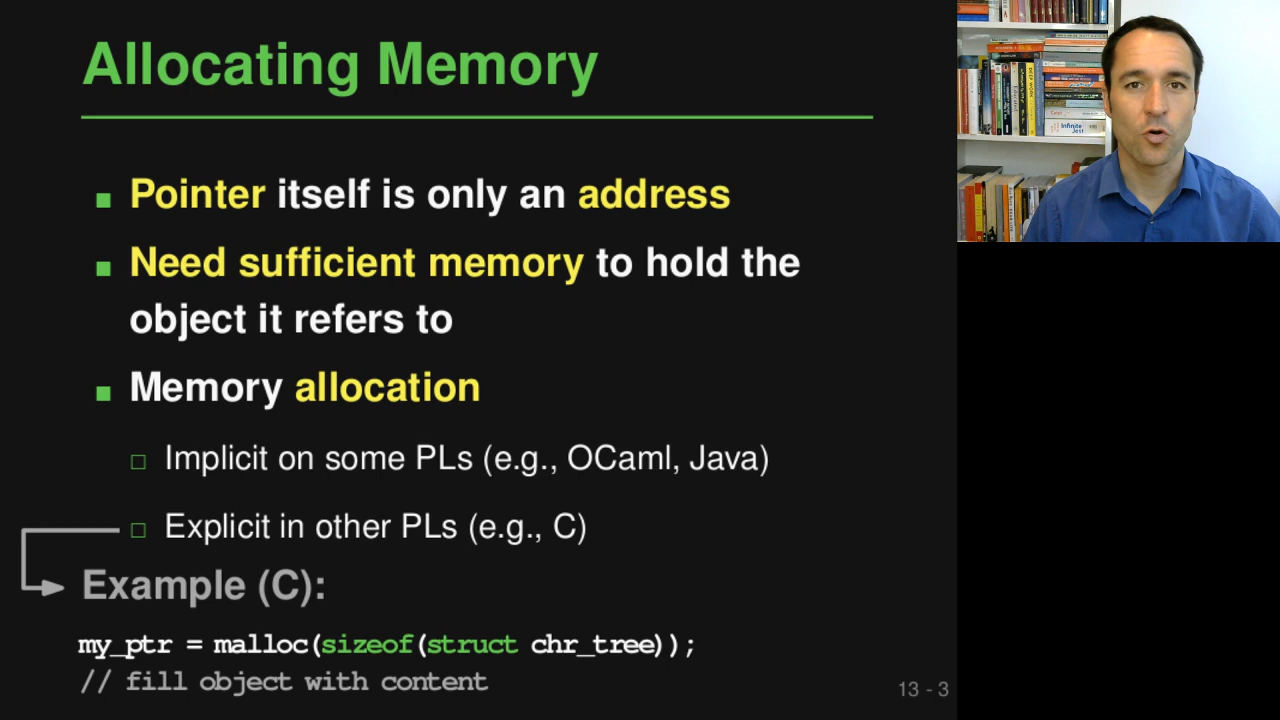 Allocating Memory
Pointer itself is only an address
Need sufficient memory to hold the
object it refers to
Memory allocation
Implicit on some PLs (e.g., OCaml, Java)
Explicit in other PLs (e.g., C)
Example (C):
my_ptr = malloc(sizeof(struct chr_tree));
// fill object with content
13 - 3
Infinite
Jest